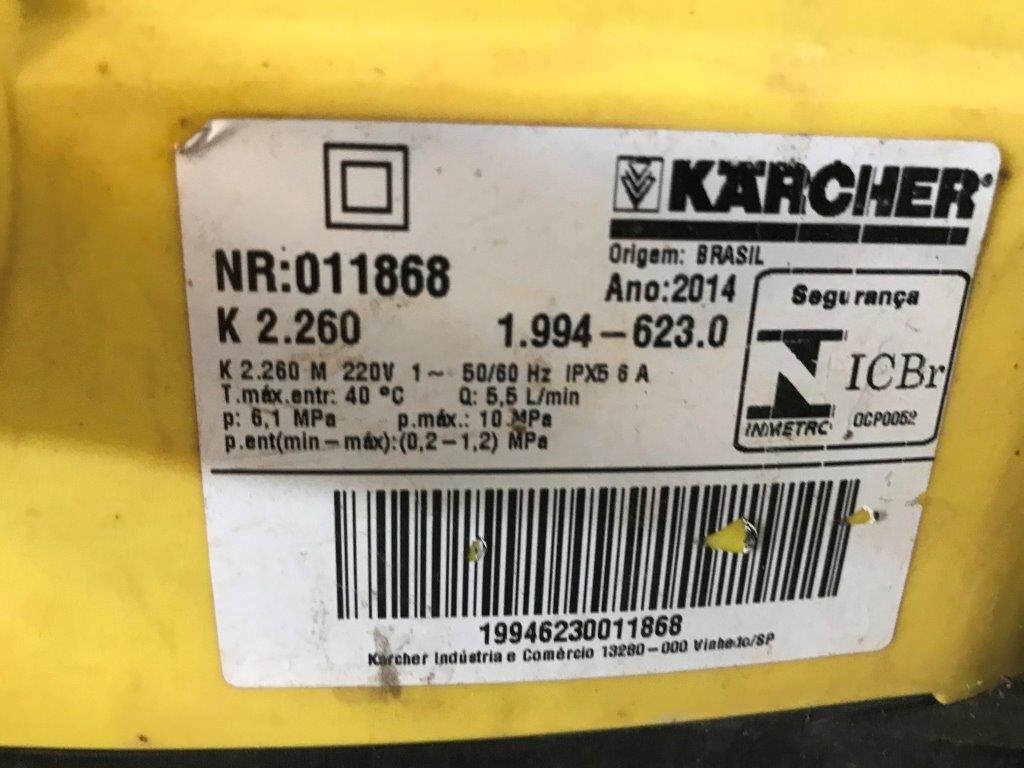 KÄRCHER®
Origem: BRASIL
NR:011868
Ano:2014
K 2.260 1.994-623.0
K 2.260 M 220V 1~ 50/60 Hz IPX5 6 A
T.máx.entr: 40 °C Q: 5,5 L/min
p: 6,1 MPa p.máx.: 10 MPa
p.ent(min-máx):(0,2-1,2) MPa
Segurança
ICBr
INMETRO OCP0052
19946230011868
Karcher Indústria e Comércio 13280-000 Vinhedo/SP